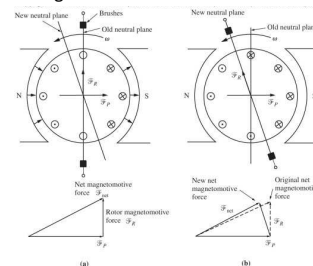 New neutral plane
Brushes
Old neutral plane
ω
ℱR
N
S
ℱP
Net magnetomotive
force ℱnet
Rotor magnetomotive
force ℱR
ℱP
(a)
New neutral plane
Old neutral plane
ω
ℱR
N
S
ℱP
New net
magnetomotive
force
Original net
magnetomotive
force
ℱnet
ℱR
ℱP
(b)